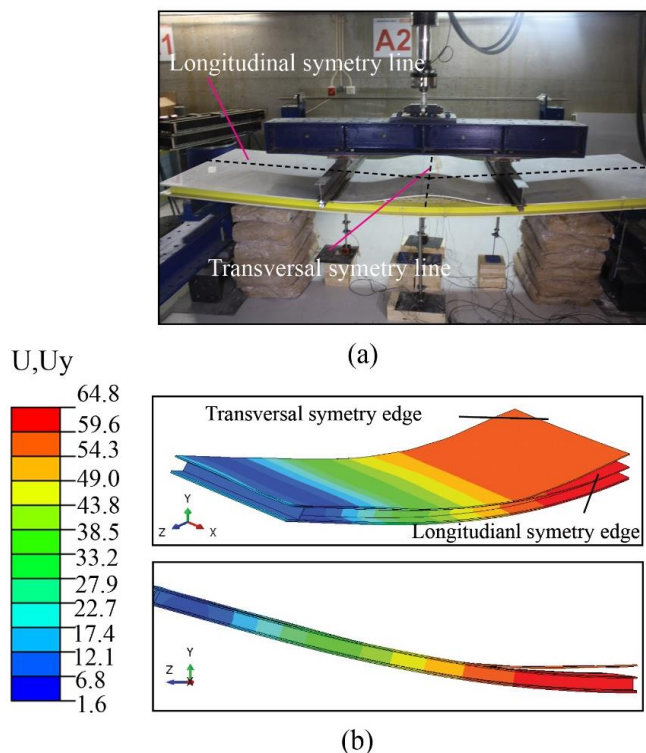 1
A2
Longitudinal symetry line
Transversal symetry line
(a)
U,Uy
64.8
59.6
54.3
49.0
43.8
38.5
33.2
27.9
22.7
17.4
12.1
6.8
1.6
Transversal symetry edge
Y
Z
X
Longitudianl symetry edge
Y
Z
X
(b)